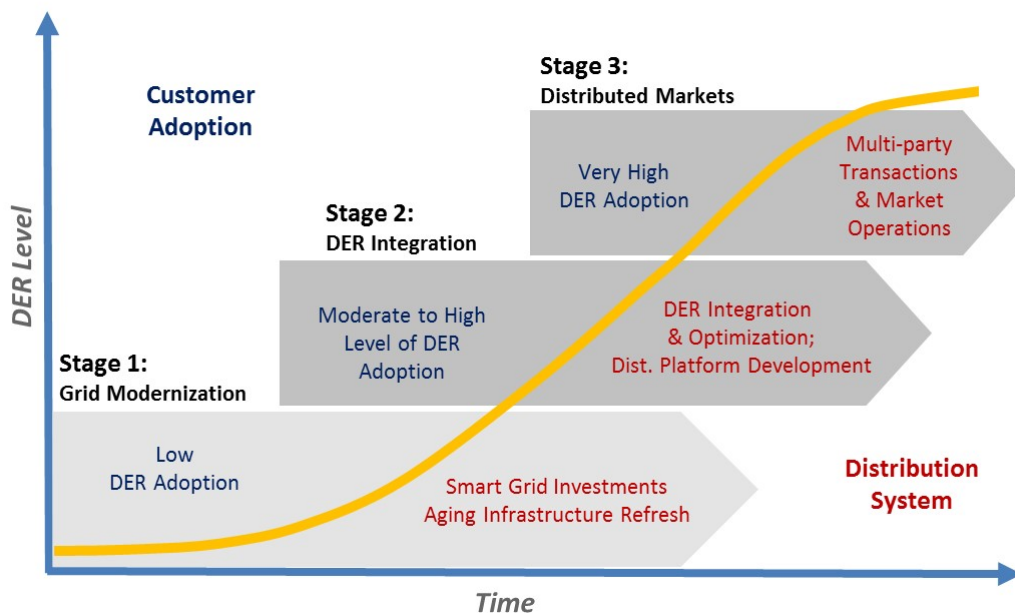 Customer
Adoption
Stage 3:
Distributed Markets
Very High
DER Adoption
Multi-party
Transactions
& Market
Operations
Stage 2:
DER Integration
Moderate to High
Level of DER
Adoption
DER Integration
& Optimization;
Dist. Platform Development
Stage 1:
Grid Modernization
Low
DER Adoption
Smart Grid Investments
Aging Infrastructure Refresh
Distribution
System
DER Level
Time